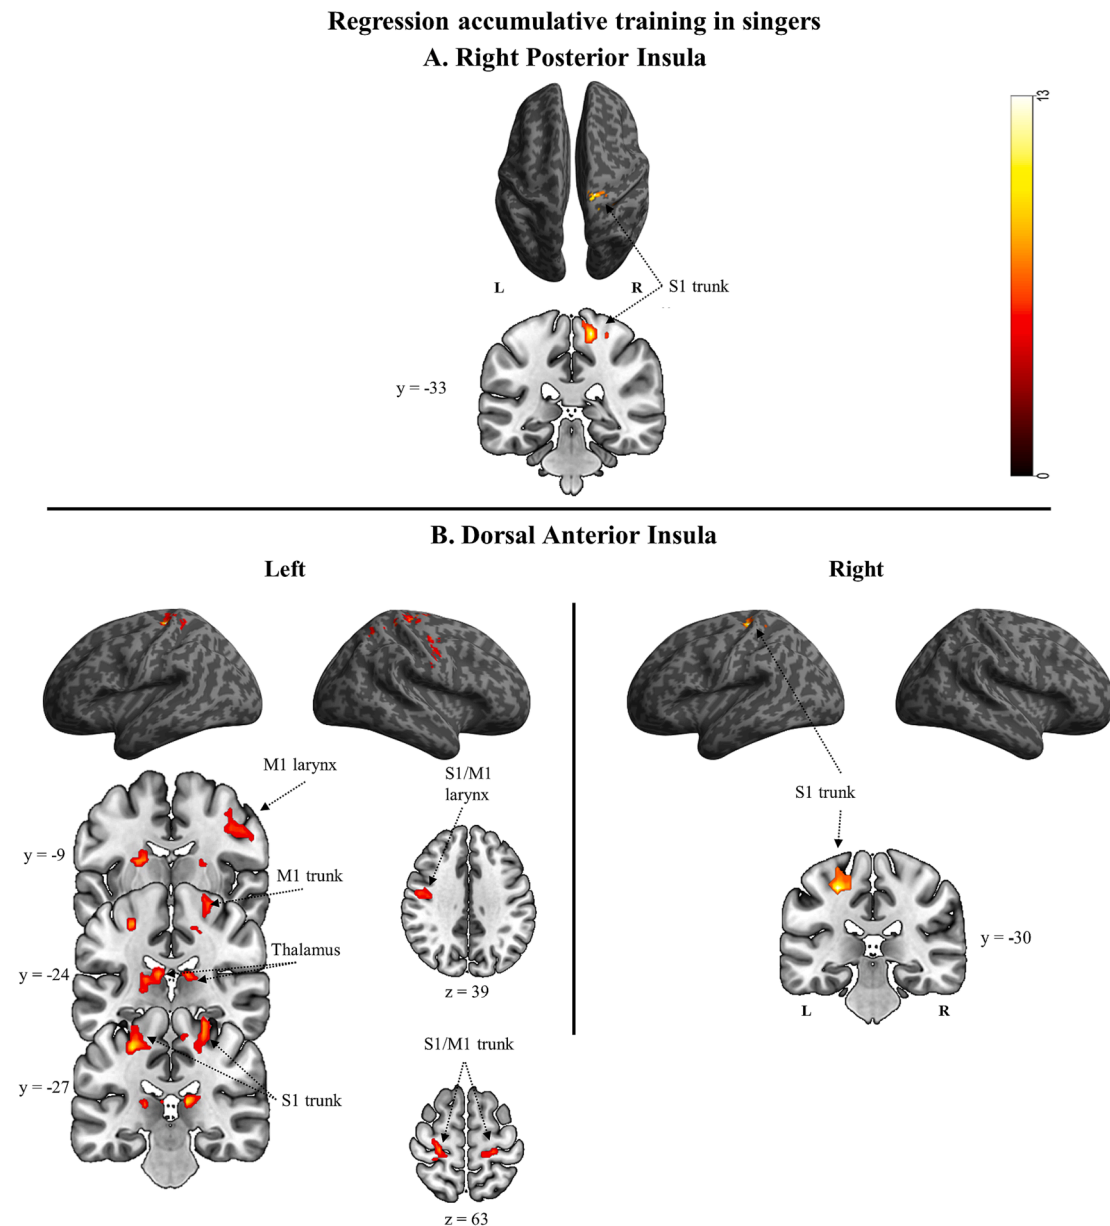 Regression accumulative training in singers
A. Right Posterior Insula
13
L
R
S1 trunk
y = -33
0
B. Dorsal Anterior Insula
Left
Right
M1 larynx
S1/M1
larynx
S1 trunk
y = -9
M1 trunk
Thalamus
y = -30
y = -24
z = 39
L
R
S1/M1 trunk
y = -27
S1 trunk
z = 63